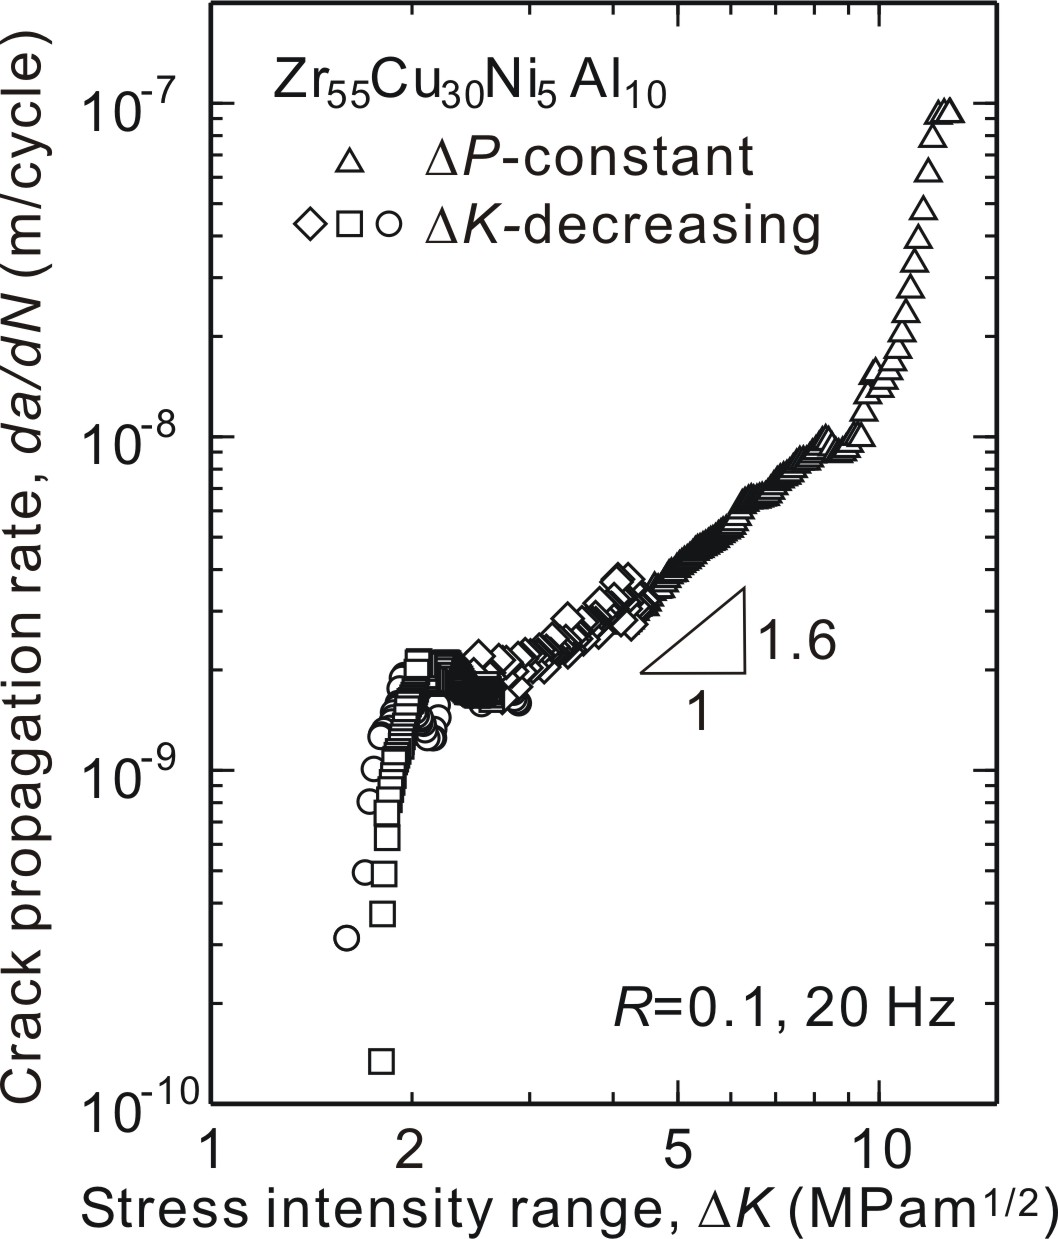 Zr55Cu30Ni5 Al10
ΔP-constant
ΔK-decreasing
Crack propagation rate, da/dN (m/cycle)
10-7
10-8
10-9
10-10
1.6
1
R=0.1, 20 Hz
1 2 5 10
Stress intensity range, ΔK (MPam1/2)